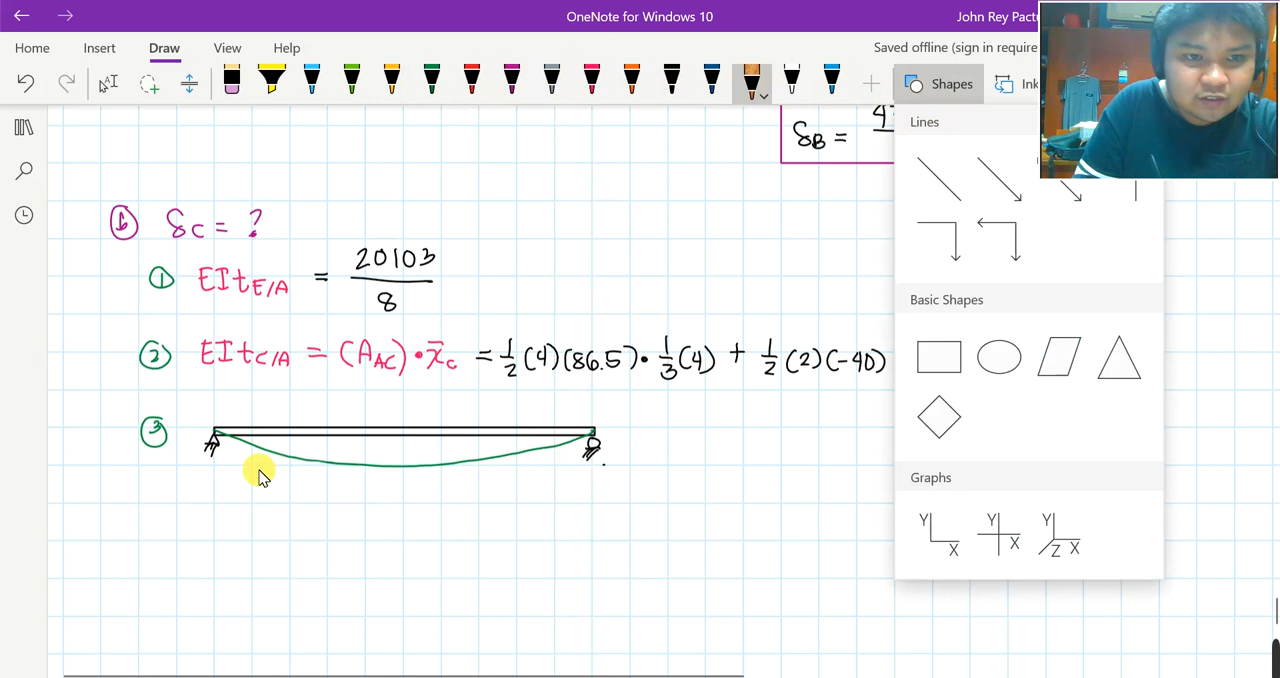 OneNote for Windows 10
John Rey Pact
Home Insert Draw View Help
Saved offline (sign in require
Shapes
Ink
Lines
δB = 4
b δC = ?
① EItE/A = 20103/8
② EItC/A = (AAC)·x̄c = 1/2 (4)(86.5)·1/3(4) + 1/2 (2)(-40)
③
Basic Shapes
Graphs
Y X Y X Y Z X